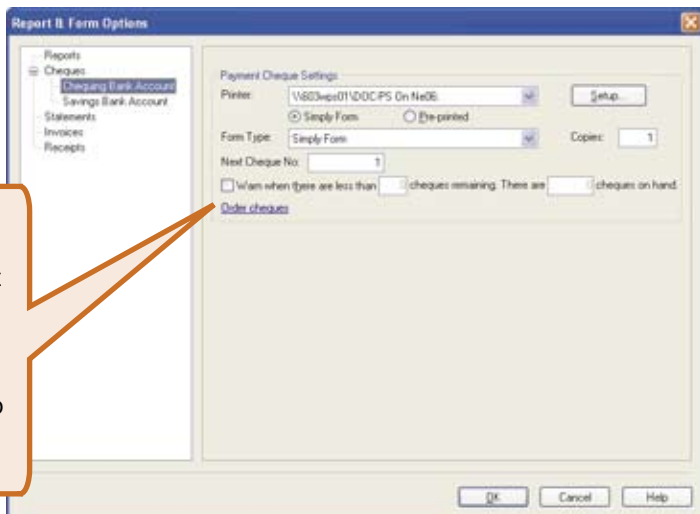 Report & Form Options
Reports
Cheques
Chequing Bank Account
Savings Bank Account
Statements
Invoices
Receipts
Payment Cheque Settings
Printer: On Ne06: Setup...
Simply Form Pre-printed
Form Type: Simply Form Copies: 1
Next Cheque No: 1
Warn when there are less than cheques remaining. There are cheques on hand.
Order cheques
OK Cancel Help